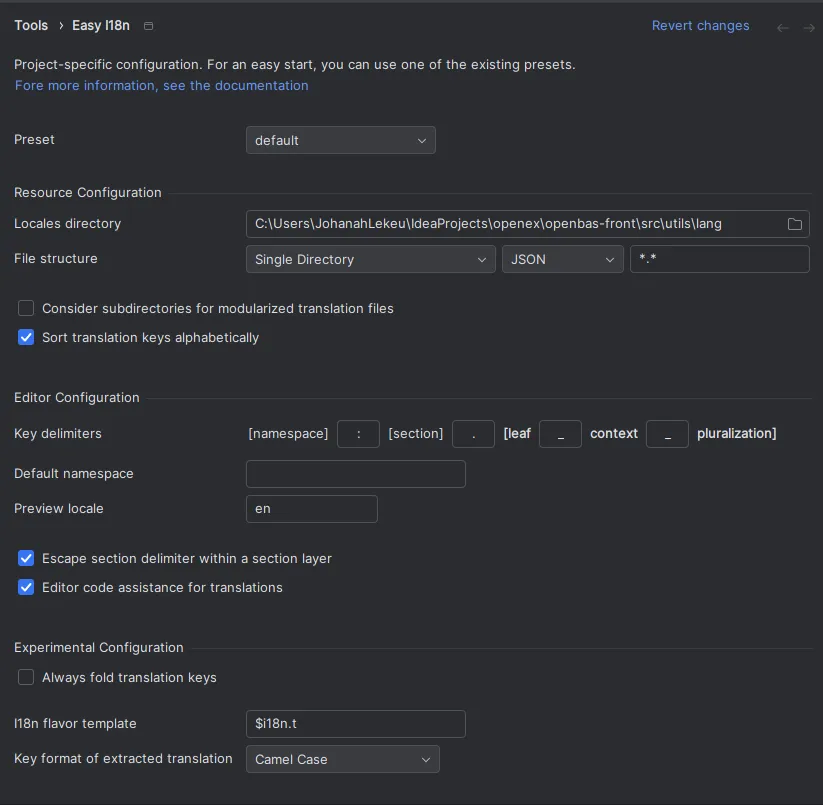 Tools › Easy I18n
Revert changes
Project-specific configuration. For an easy start, you can use one of the existing presets.
Fore more information, see the documentation
Preset default
Resource Configuration
Locales directory C:\Users\JohanahLekeu\IdeaProjects\openex\openbas-front\src\utils\lang
File structure Single Directory JSON *.*
Consider subdirectories for modularized translation files
Sort translation keys alphabetically
Editor Configuration
Key delimiters [namespace] : [section] . [leaf _ context _ pluralization]
Default namespace
Preview locale en
Escape section delimiter within a section layer
Editor code assistance for translations
Experimental Configuration
Always fold translation keys
I18n flavor template $i18n.t
Key format of extracted translation Camel Case